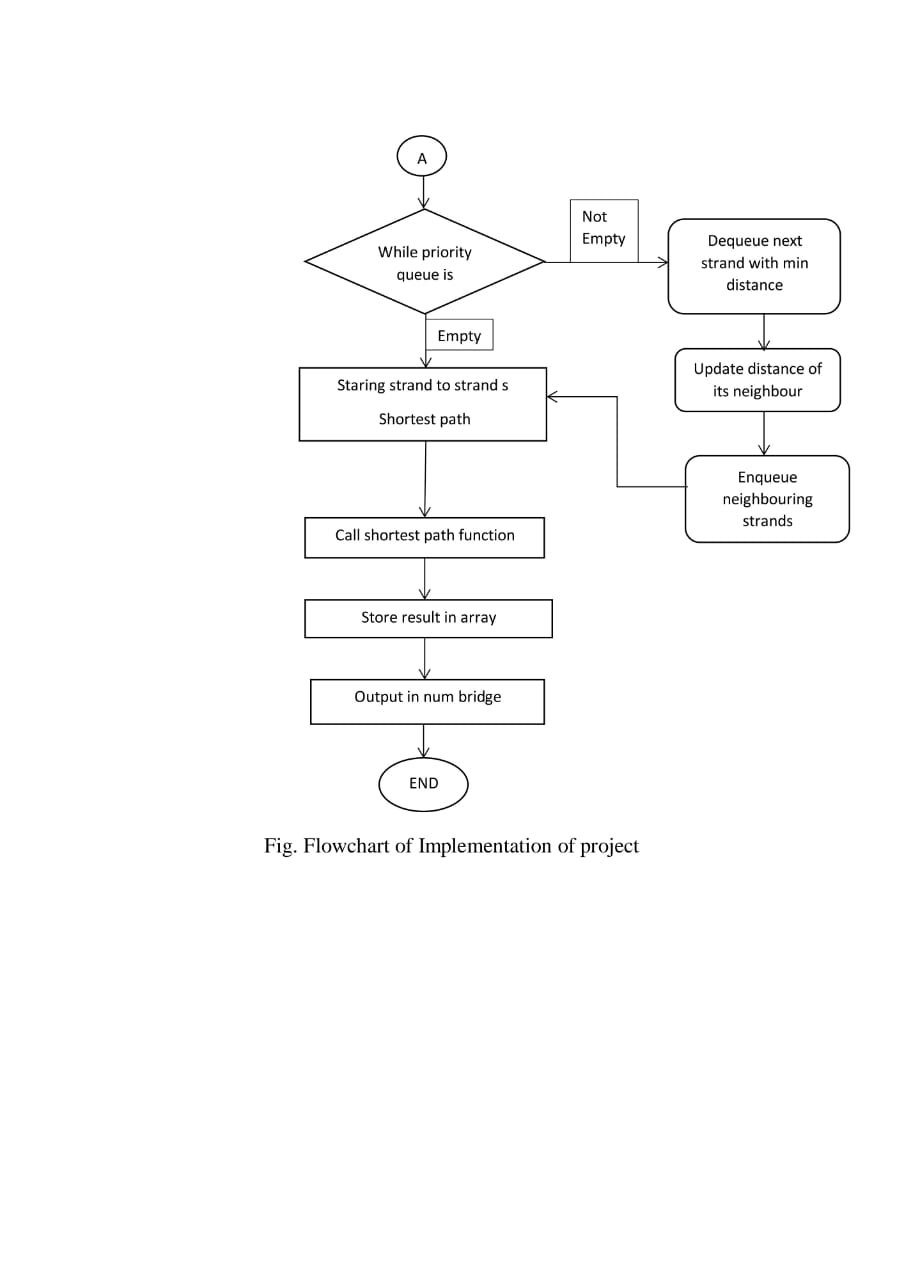 A
While priority
queue is
Not
Empty
Dequeue next
strand with min
distance
Empty
Update distance of
its neighbour
Staring strand to strand s
Shortest path
Enqueue
neighbouring
strands
Call shortest path function
Store result in array
Output in num bridge
END
Fig. Flowchart of Implementation of project